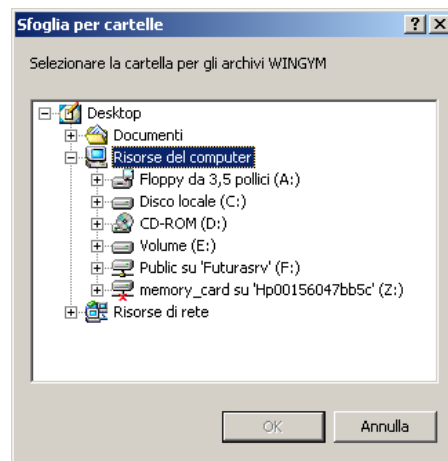 Sfoglia per cartelle
Selezionare la cartella per gli archivi WINGYM
Desktop
Documenti
Risorse del computer
Floppy da 3,5 pollici (A:)
Disco locale (C:)
CD-ROM (D:)
Volume (E:)
Public su 'Futurasrv' (F:)
memory_card su 'Hp00156047bb5c' (Z:)
Risorse di rete
OK Annulla